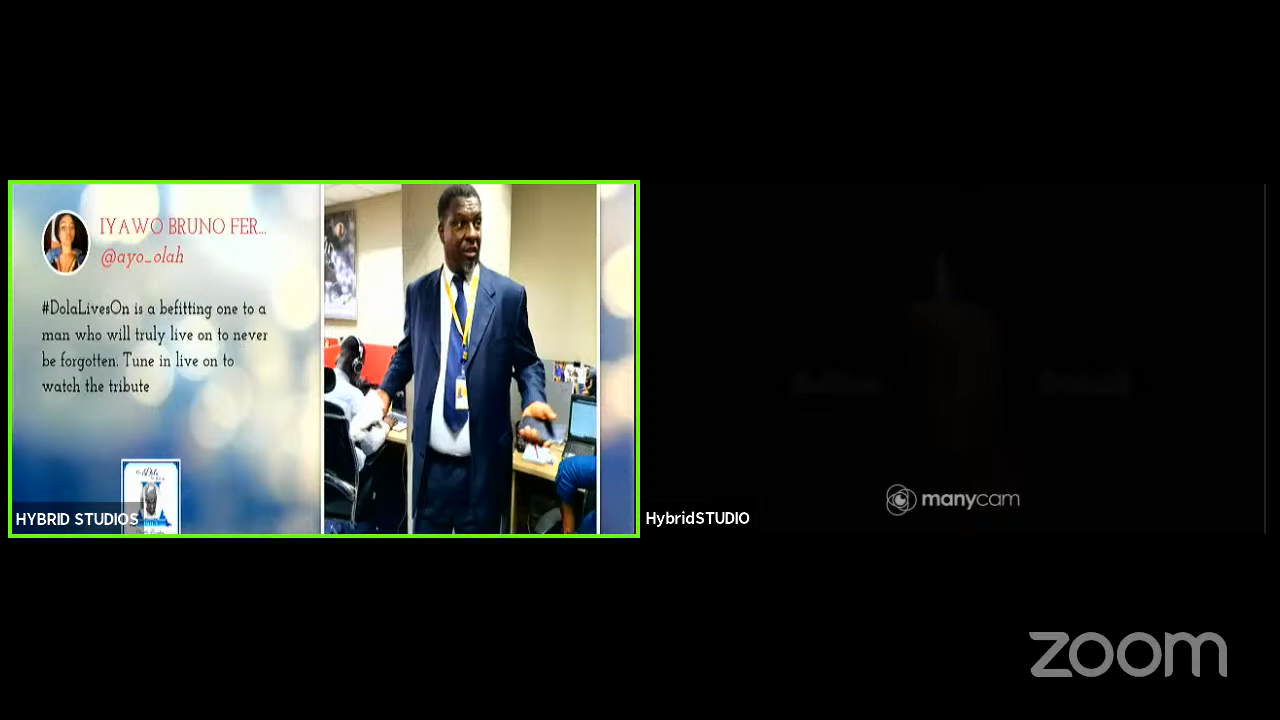 IYAWO BRUNO FER...
@ayo_olah
#DolaLivesOn is a befitting one to a
man who will truly live on to never
be forgotten. Tune in live on to
watch the tribute
HYBRID STUDIOS
HybridSTUDIO
manycam
zoom